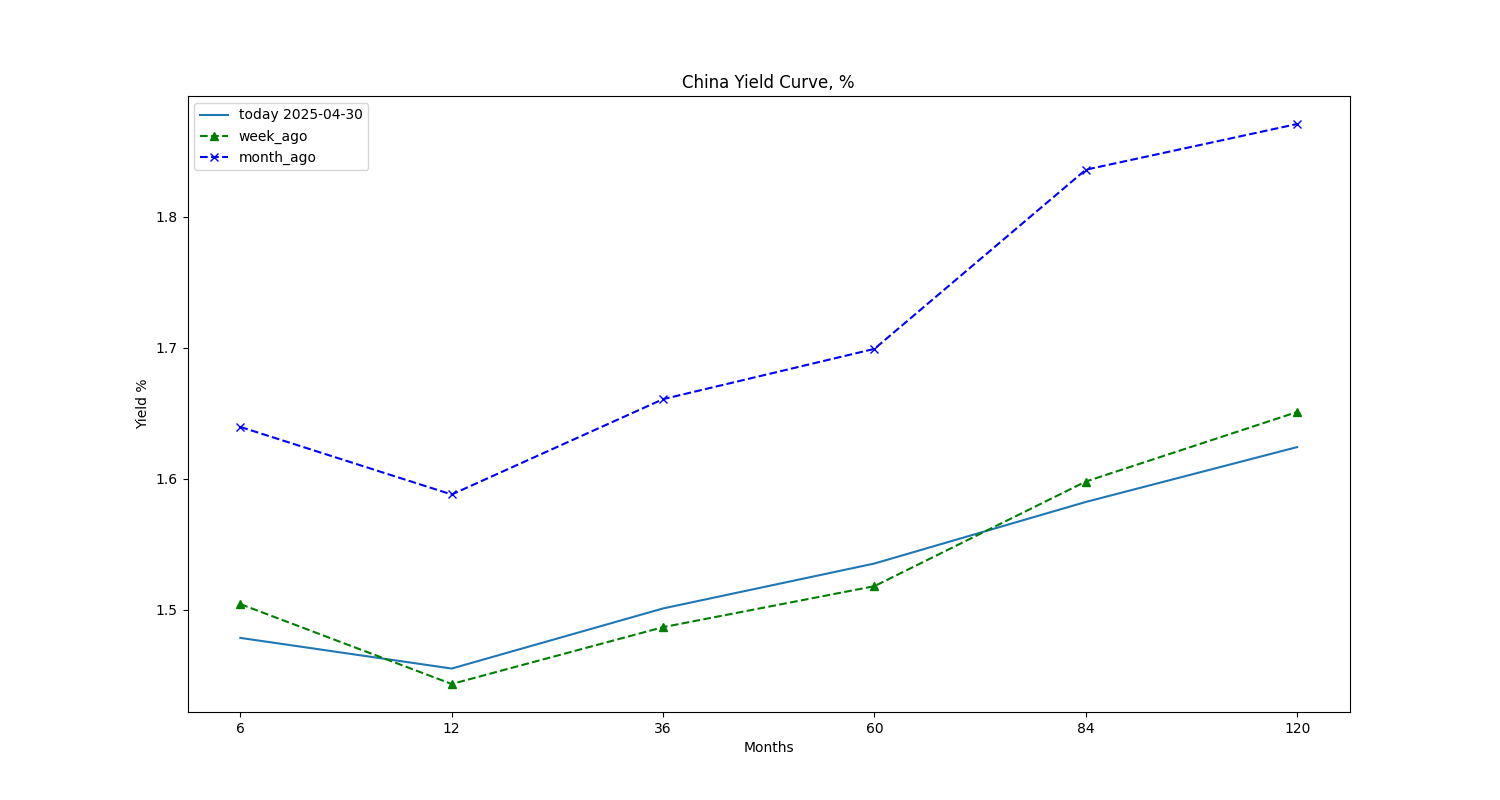 China Yield Curve, %
today 2025-04-30
week_ago
month_ago
1.8
1.7
1.6
1.5
Yield %
6 12 36 60 84 120
Months